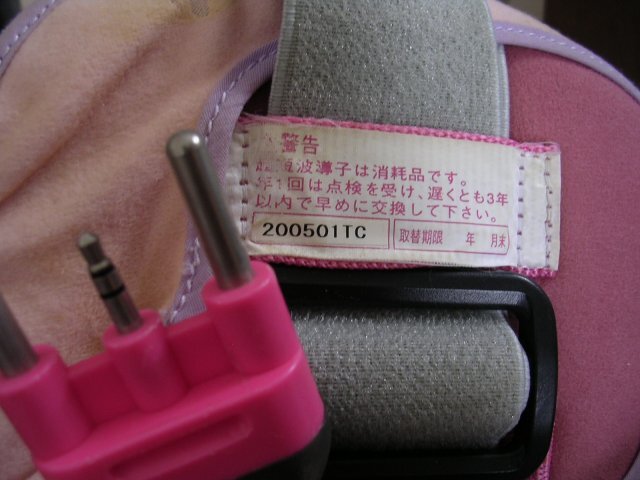 警告
超短波導子は消耗品です。
年1回は点検を受け、遅くとも3年
以内で早めに交換して下さい。
200501TC
取替期限 年 月末